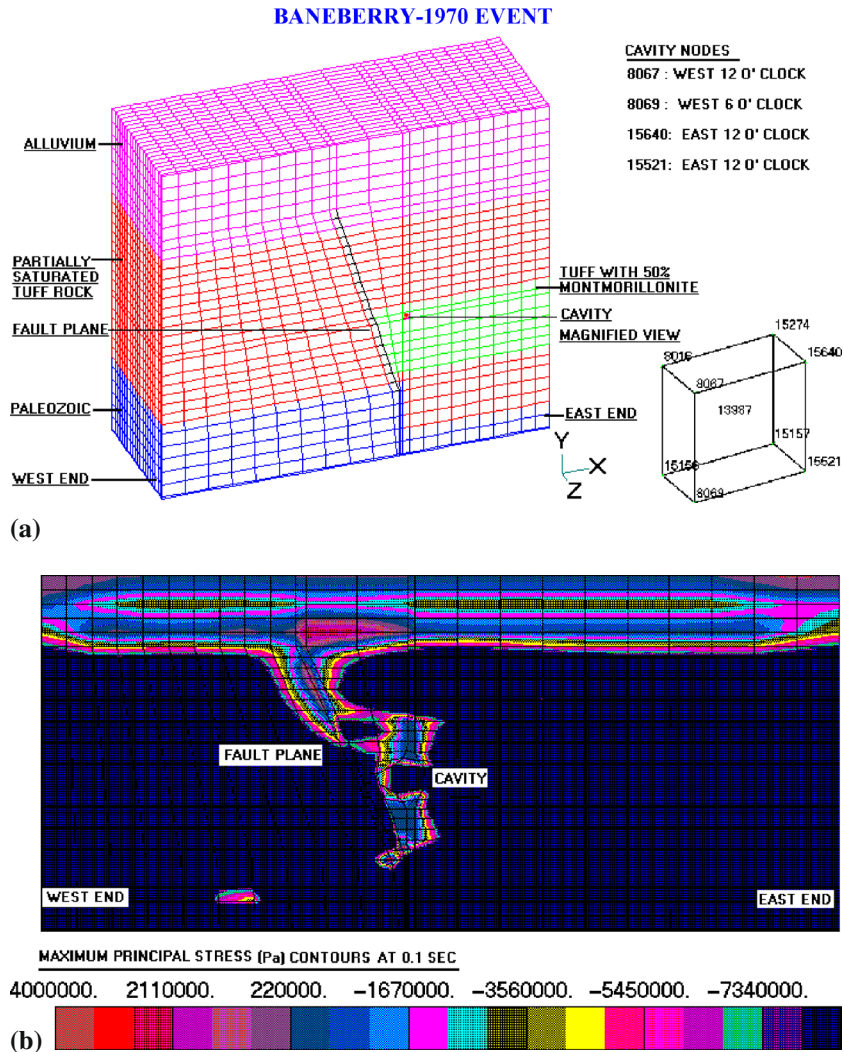 BANEBERRY-1970 EVENT
CAVITY NODES
8067 : WEST 12 O' CLOCK
8069 : WEST 6 O' CLOCK
15640: EAST 12 O' CLOCK
15521: EAST 12 O' CLOCK
ALLUVIUM
PARTIALLY
SATURATED
TUFF ROCK
FAULT PLANE
PALEOZOIC
WEST END
TUFF WITH 50%
MONTMORILLONITE
CAVITY
MAGNIFIED VIEW
EAST END
Y
X
Z
15274
8016
15640
8067
13987
15157
15156
15521
8069
(a)
FAULT PLANE
CAVITY
WEST END
EAST END
MAXIMUM PRINCIPAL STRESS (Pa) CONTOURS AT 0.1 SEC
4000000. 2110000. 220000. -1670000. -3560000. -5450000. -7340000.
(b)